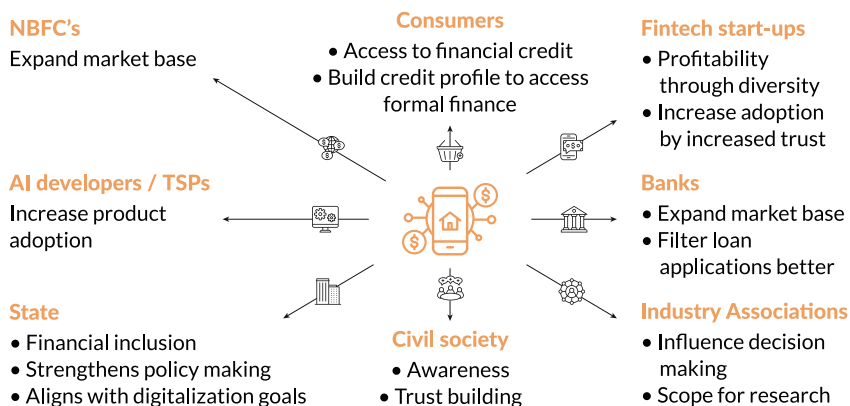 NBFC's
Expand market base
Consumers
• Access to financial credit
• Build credit profile to access
formal finance
Fintech start-ups
• Profitability
through diversity
• Increase adoption
by increased trust
AI developers / TSPs
Increase product
adoption
Banks
• Expand market base
• Filter loan
applications better
State
• Financial inclusion
• Strengthens policy making
• Aligns with digitalization goals
Civil society
• Awareness
• Trust building
Industry Associations
• Influence decision
making
• Scope for research